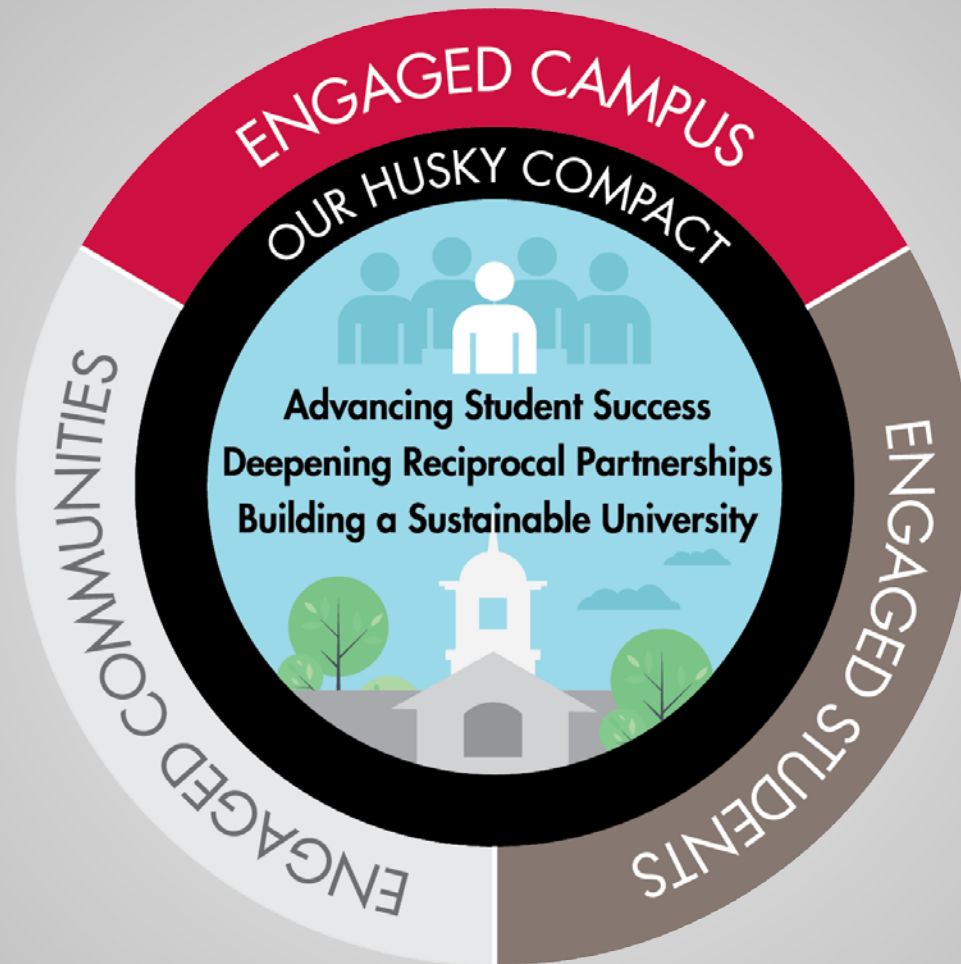 ENGAGED CAMPUS
OUR HUSKY COMPACT
Advancing Student Success
Deepening Reciprocal Partnerships
Building a Sustainable University
ENGAGED STUDENTS
ENGAGED COMMUNITIES